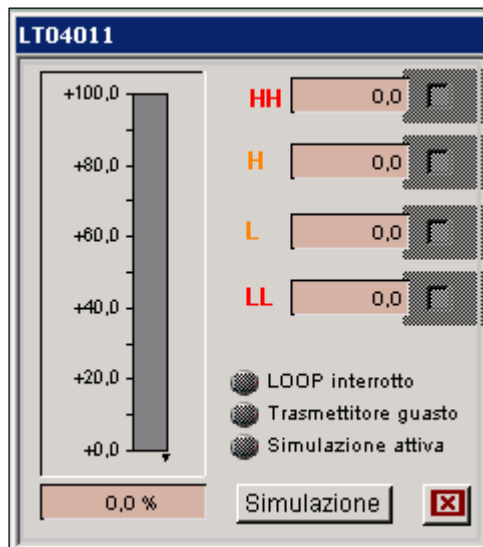 LT04011
+100,0
+80,0
+60,0
+40,0
+20,0
+0,0
0,0 %
HH 0,0
H 0,0
L 0,0
LL 0,0
LOOP interrotto
Trasmettitore guasto
Simulazione attiva
Simulazione